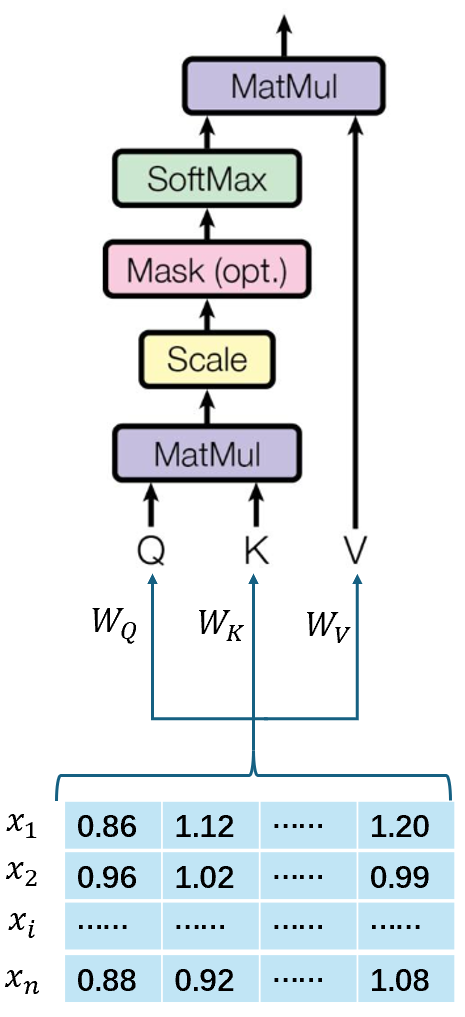 MatMul
SoftMax
Mask (opt.)
Scale
MatMul
Q K V
W_Q W_K W_V
x_1 0.86 1.12 ...... 1.20
x_2 0.96 1.02 ...... 0.99
x_i ...... ...... ...... ......
x_n 0.88 0.92 ...... 1.08